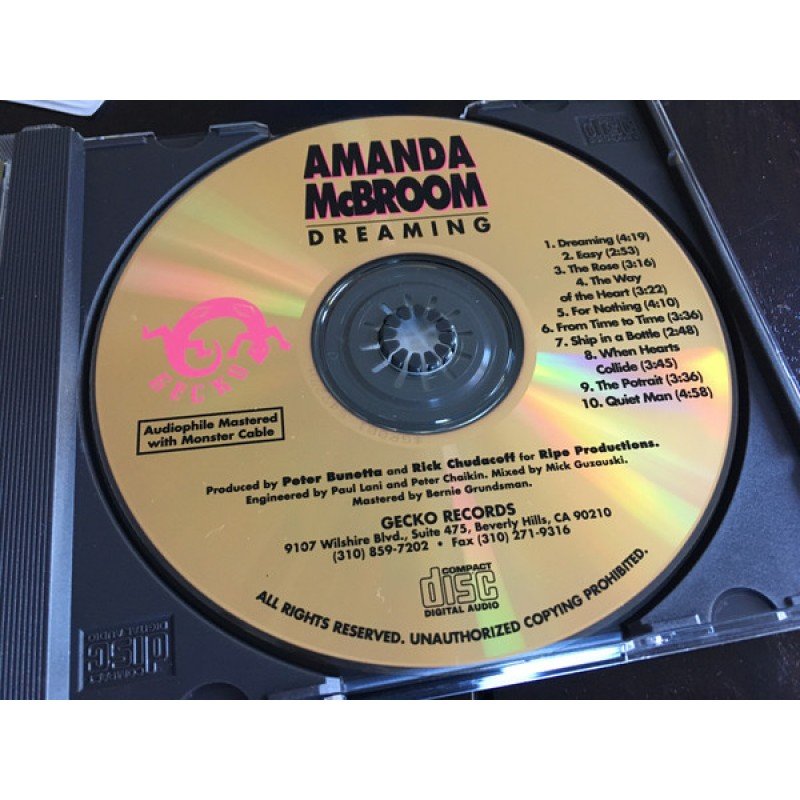 AMANDA
McBROOM
DREAMING
1. Dreaming (4:19)
2. Easy (2:53)
3. The Rose (3:16)
4. The Way
of the Heart (3:22)
5. For Nothing (4:10)
6. From Time to Time (3:36)
7. Ship in a Bottle (2:48)
8. When Hearts
Collide (3:45)
9. The Potrait (3:36)
10. Quiet Man (4:58)
GECKO
Audiophile Mastered
with Monster Cable
Produced by Peter Bunetta and Rick Chudacoff for Ripe Productions.
Engineered by Paul Lani and Peter Chaikin. Mixed by Mick Guzauski.
Mastered by Bernie Grundsman.
GECKO RECORDS
9107 Wilshire Blvd., Suite 475, Beverly Hills, CA 90210
(310) 859-7202 • Fax (310) 271-9316
COMPACT
disc
DIGITAL AUDIO
ALL RIGHTS RESERVED. UNAUTHORIZED COPYING PROHIBITED.
COMPACT
disc
DIGITAL AUDIO